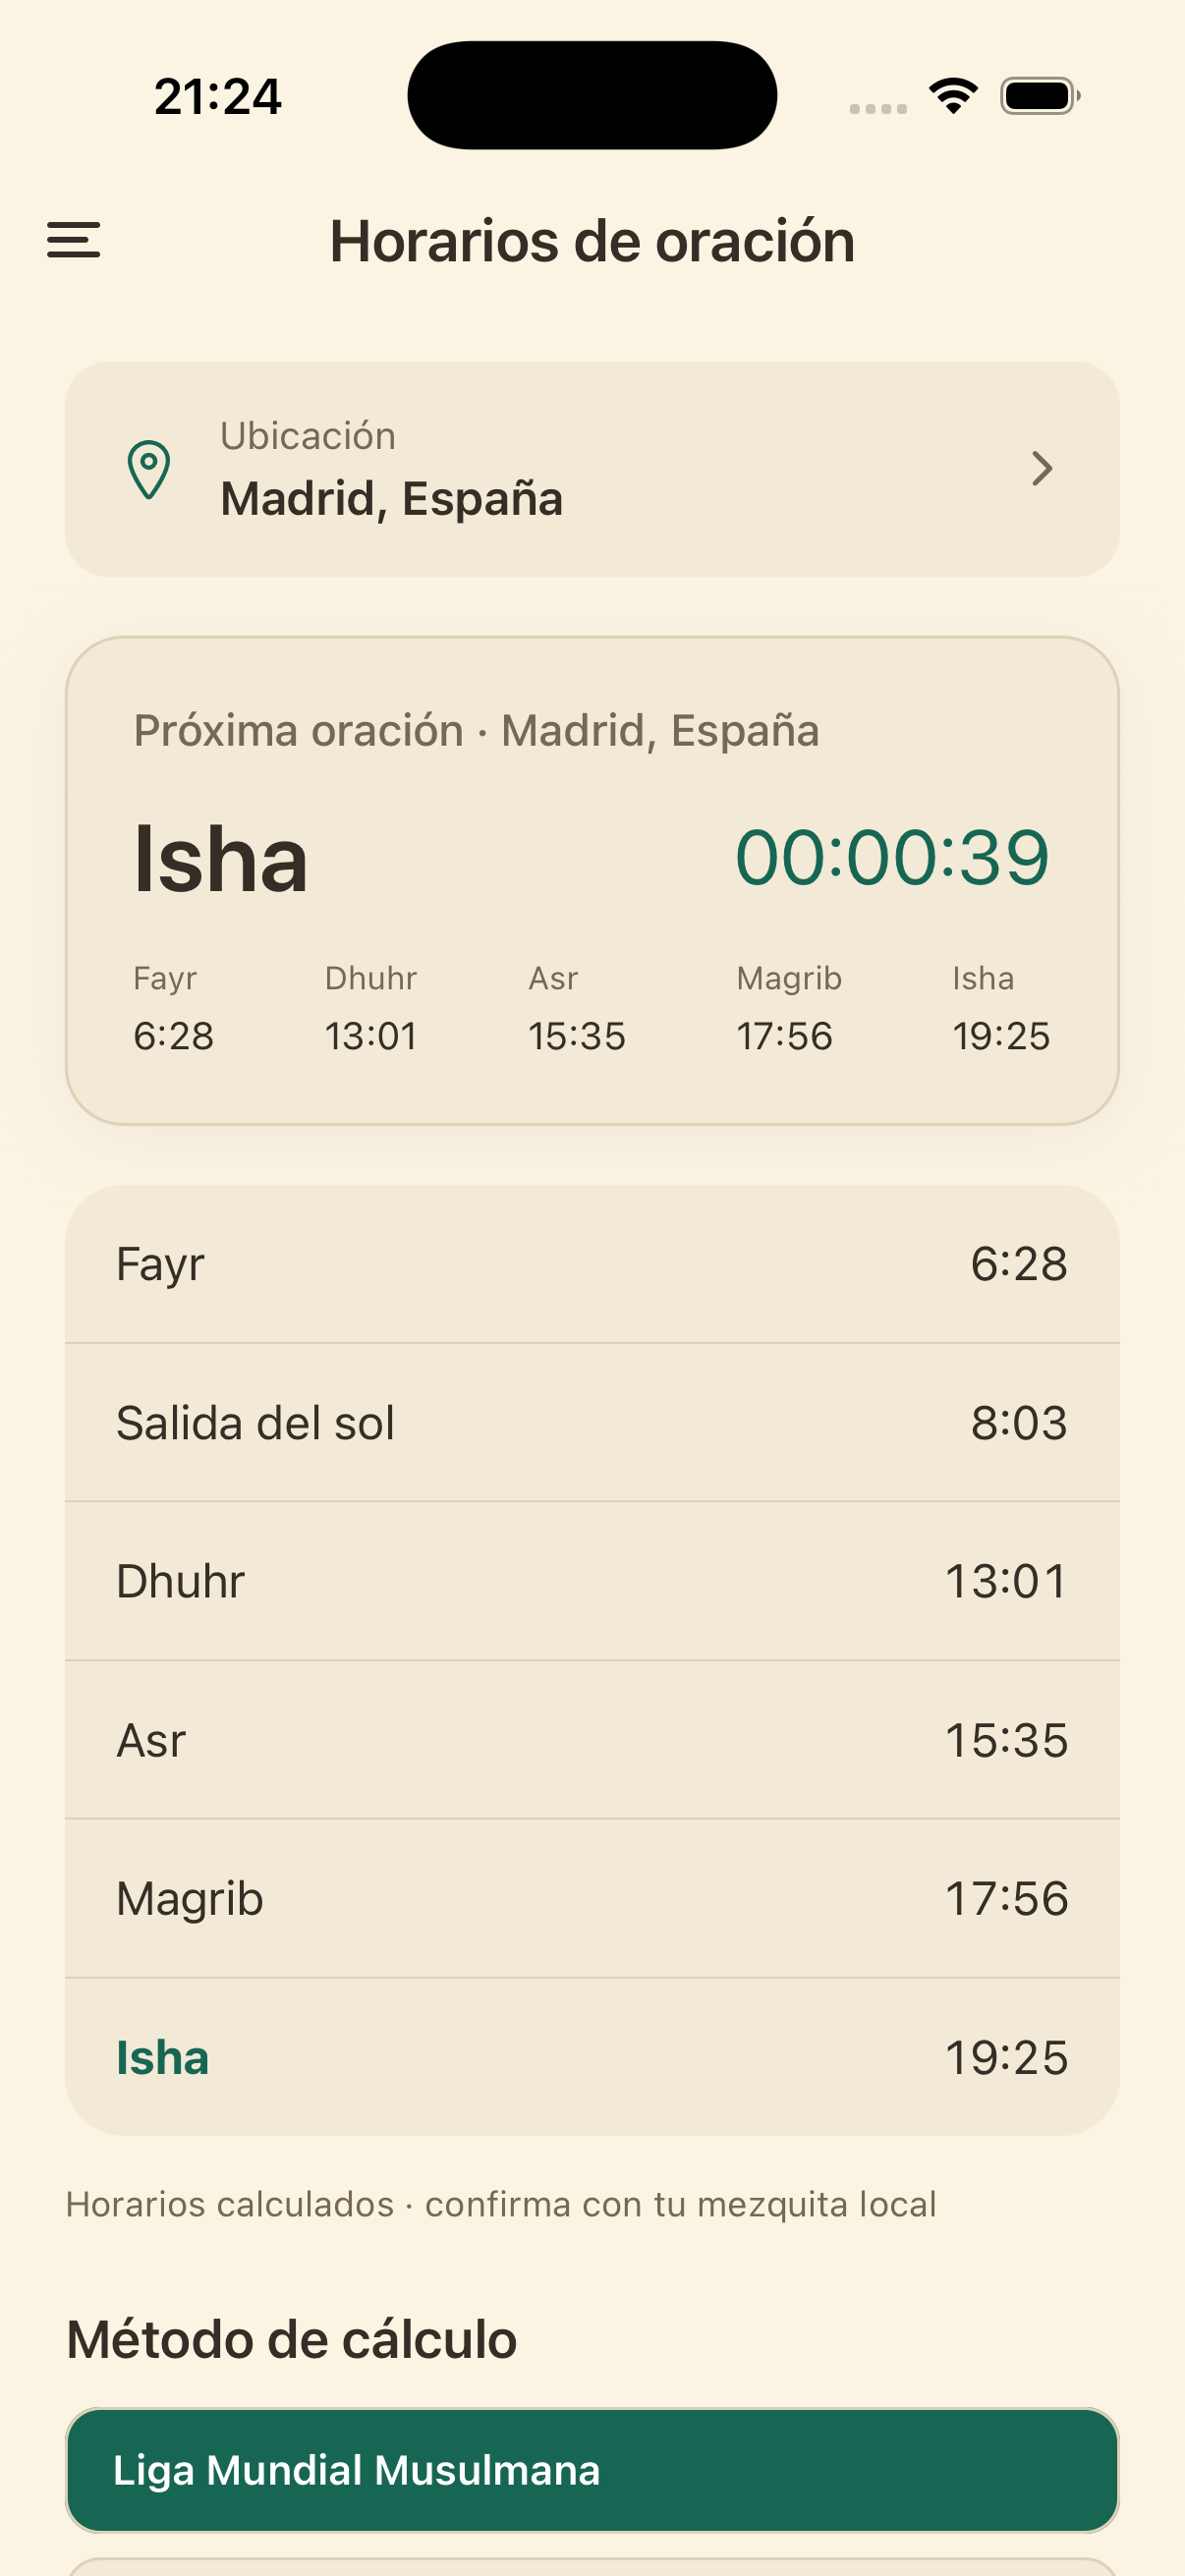 21:24
Horarios de oración
Ubicación
Madrid, España
Próxima oración · Madrid, España
Isha 00:00:39
Fayr Dhuhr Asr Magrib Isha
6:28 13:01 15:35 17:56 19:25
Fayr 6:28
Salida del sol 8:03
Dhuhr 13:01
Asr 15:35
Magrib 17:56
Isha 19:25
Horarios calculados · confirma con tu mezquita local
Método de cálculo
Liga Mundial Musulmana